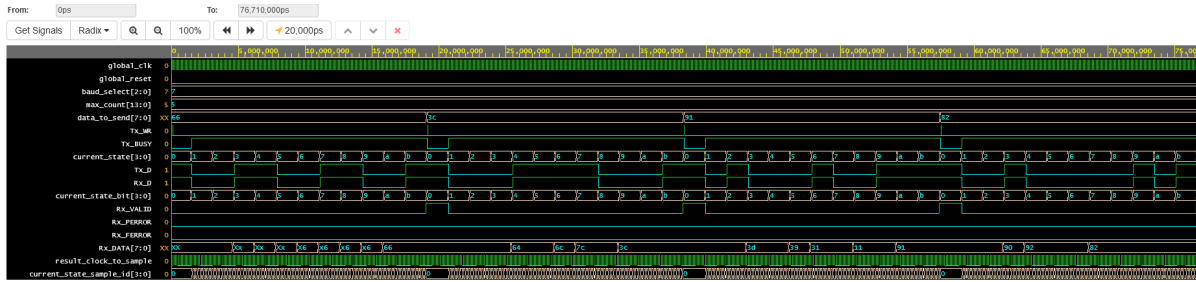 From: 0ps To: 76,710,000ps
Get Signals Radix 100% 20,000ps
0 5,000,000 10,000,000 15,000,000 20,000,000 25,000,000 30,000,000 35,000,000 40,000,000 45,000,000 50,000,000 55,000,000 60,000,000 65,000,000 70,000,000 75,0
global_clk 0
global_reset 0
baud_select[2:0] 7 7
max_count[13:0] 5 5
data_to_send[7:0] XX 66 3c 91 82
Tx_WR 0
Tx_BUSY 0
current_state[3:0] 0 0 1 2 3 4 5 6 7 8 9 a b 0 1 2 3 4 5 6 7 8 9 a b 0 1 2 3 4 5 6 7 8 9 a b 0 1 2 3 4 5 6 7 8 9 a b
Tx_D 1
Rx_D 1
current_state_bit[3:0] 0 0 1 2 3 4 5 6 7 8 9 a b 0 1 2 3 4 5 6 7 8 9 a b 0 1 2 3 4 5 6 7 8 9 a b 0 1 2 3 4 5 6 7 8 9 a b
Rx_VALID 0
Rx_PERROR 0
Rx_FERROR 0
Rx_DATA[7:0] XX XX Xx Xx Xx x6 x6 x6 x6 66 64 6c 7c 3c 3d 39 31 11 91 90 92 82
result_clock_to_sample 0
current_state_sample_id[3:0] 0 0 0 0 0